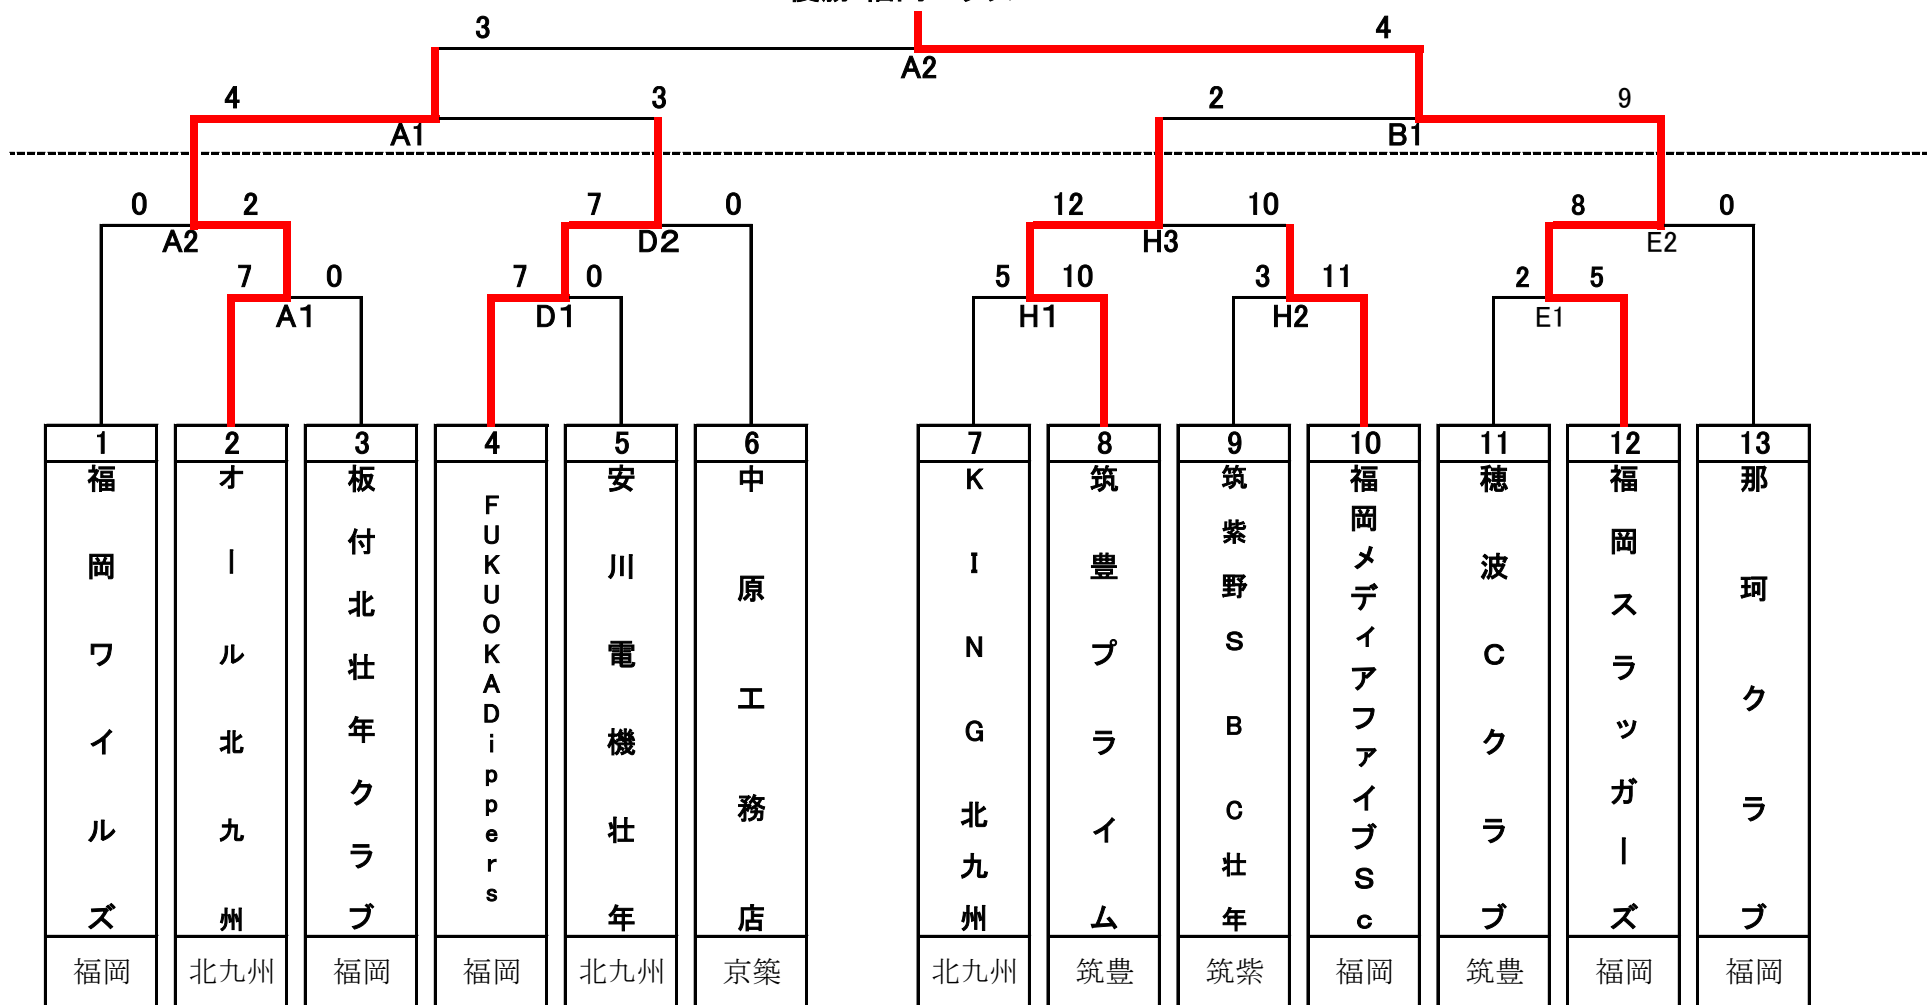 3 4
A2
4 3 2 9
A1 B1
0 2 7 0 12 10 8 0
A2 D2 H3 E2
7 0 7 0 5 10 3 11 2 5
A1 D1 H1 H2 E1
1 2 3 4 5 6 7 8 9 10 11 12 13
福岡ワイルズ
オール北九州
板付北壮年クラブ
FUKUOKADippers
安川電機壮年
中原工務店
KING北九州
筑豊プライム
筑紫野SBC壮年
福岡メディアファイブSc
穂波Cクラブ
福岡スラッガーズ
那珂クラブ
福岡 北九州 福岡 福岡 北九州 京築 北九州 筑豊 筑紫 福岡 筑豊 福岡 福岡